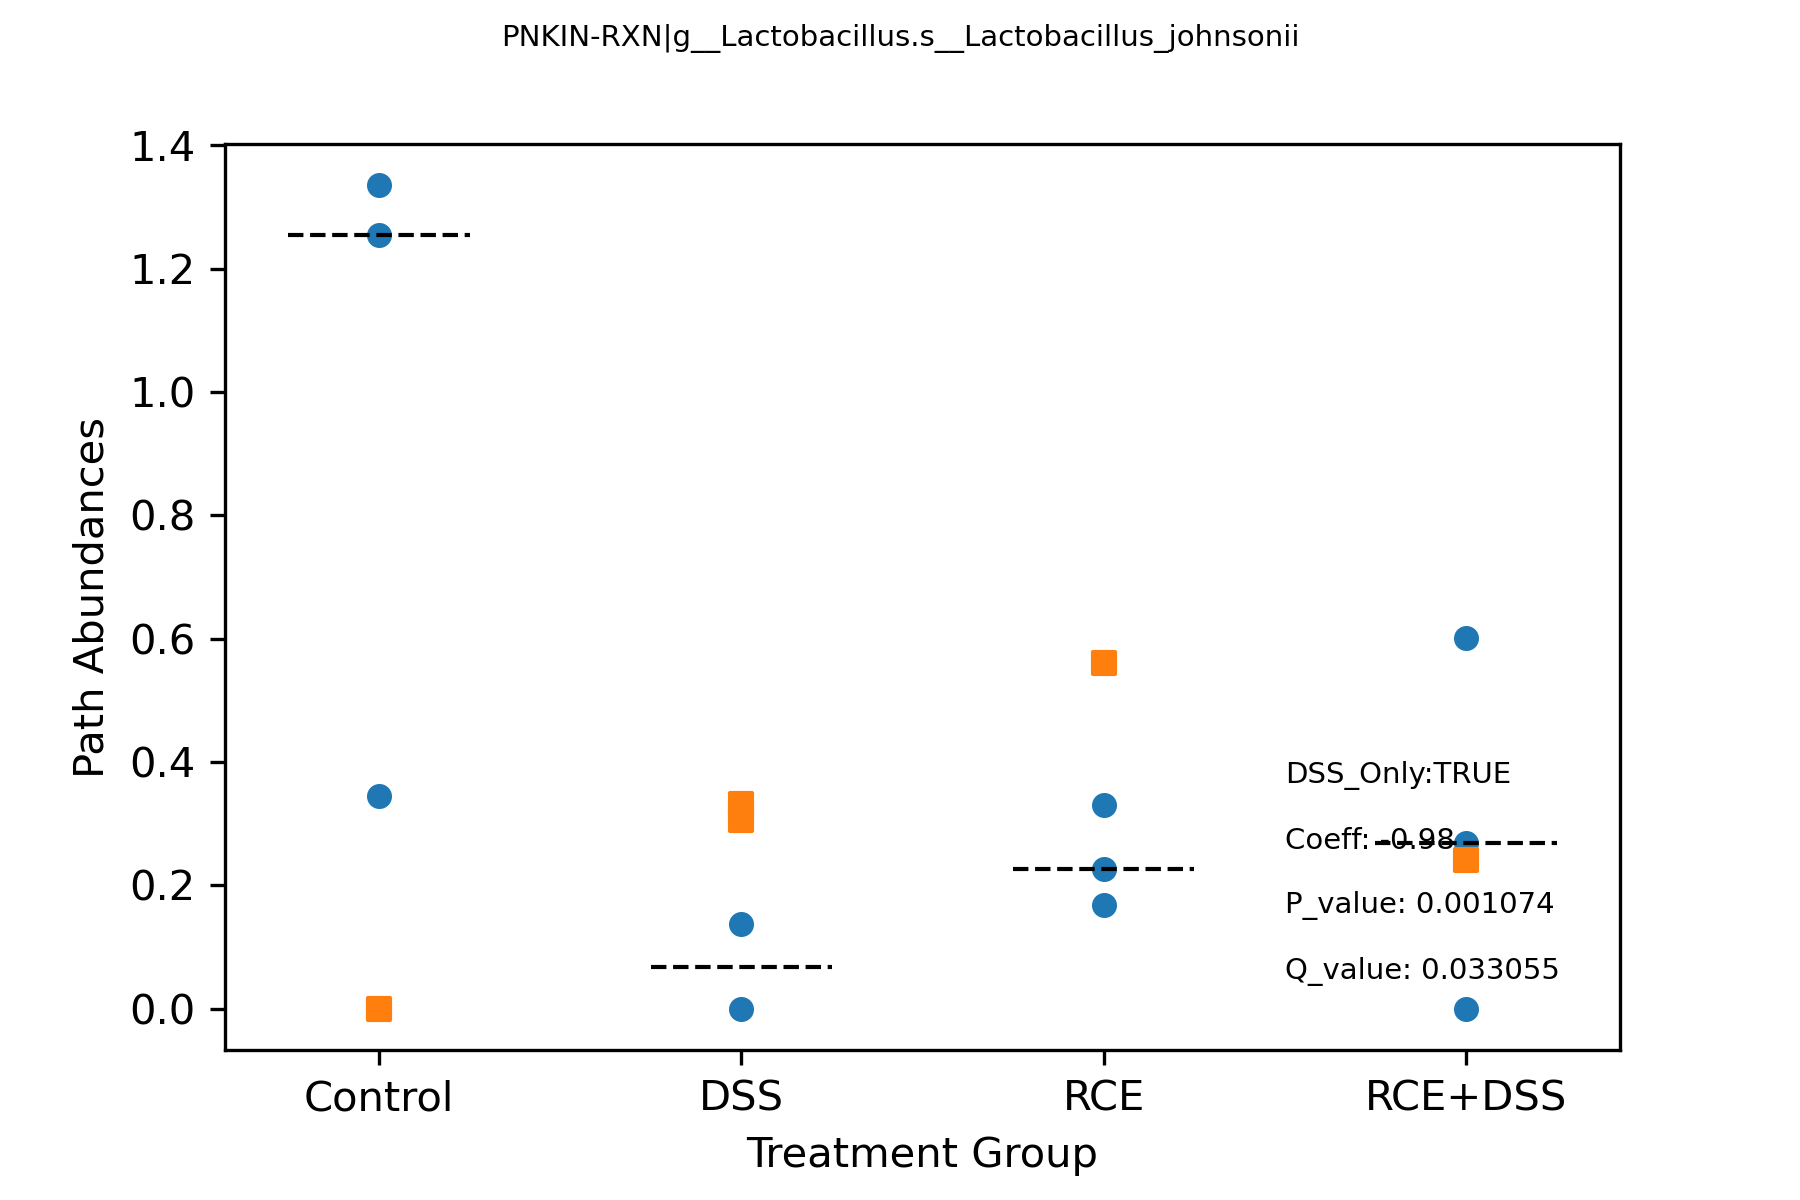 PNKIN-RXN|g__Lactobacillus.s__Lactobacillus_johnsonii
1.4
1.2
1.0
0.8
0.6
0.4
0.2
0.0
Path Abundances
DSS_Only:TRUE
Coeff: -0.98
P_value: 0.001074
Q_value: 0.033055
Control DSS RCE RCE+DSS
Treatment Group